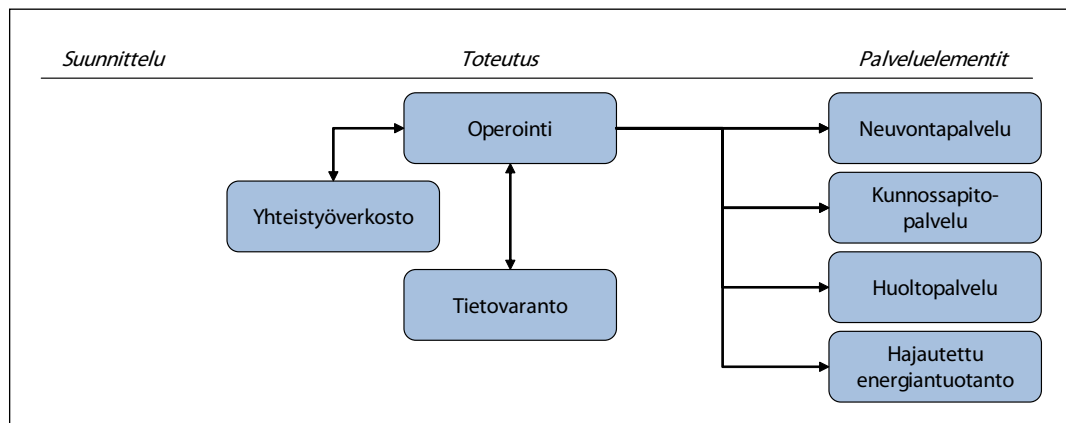 Suunnittelu
Toteutus
Palveluelementit
Operointi
Neuvontapalvelu
Yhteistyöverkosto
Kunnossapito-
palvelu
Tietovaranto
Huoltopalvelu
Hajautettu
energiantuotanto